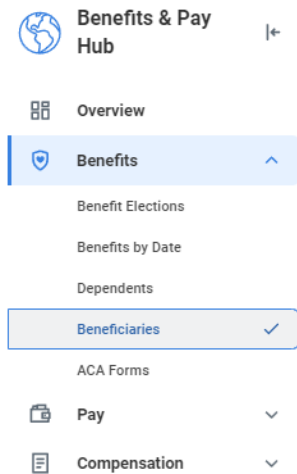 Benefits & Pay
Hub
Overview
Benefits
Benefit Elections
Benefits by Date
Dependents
Beneficiaries
ACA Forms
Pay
Compensation